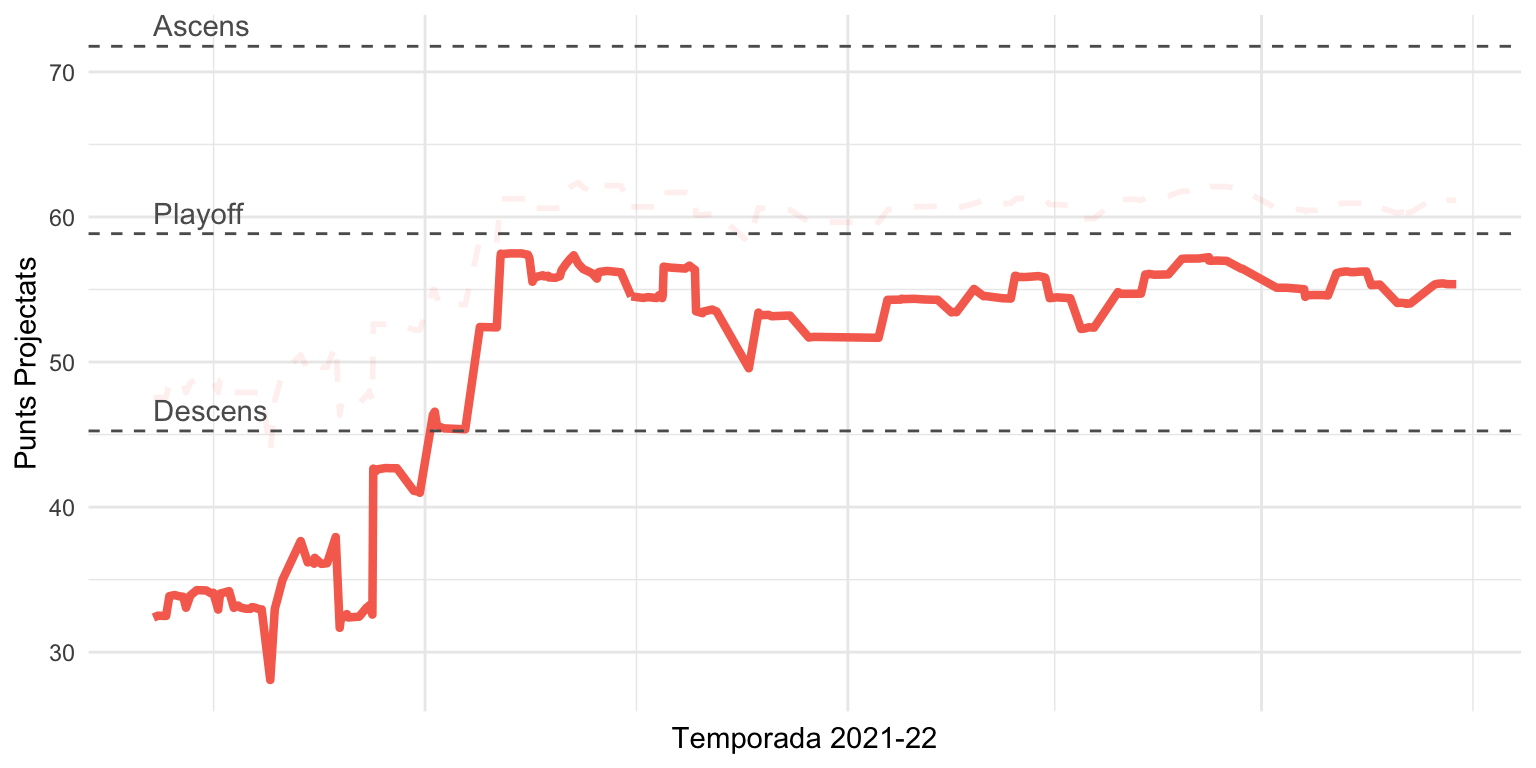 Ascens
70
60
Playoff
50
Descens
40
30
Punts Projectats
Temporada 2021-22